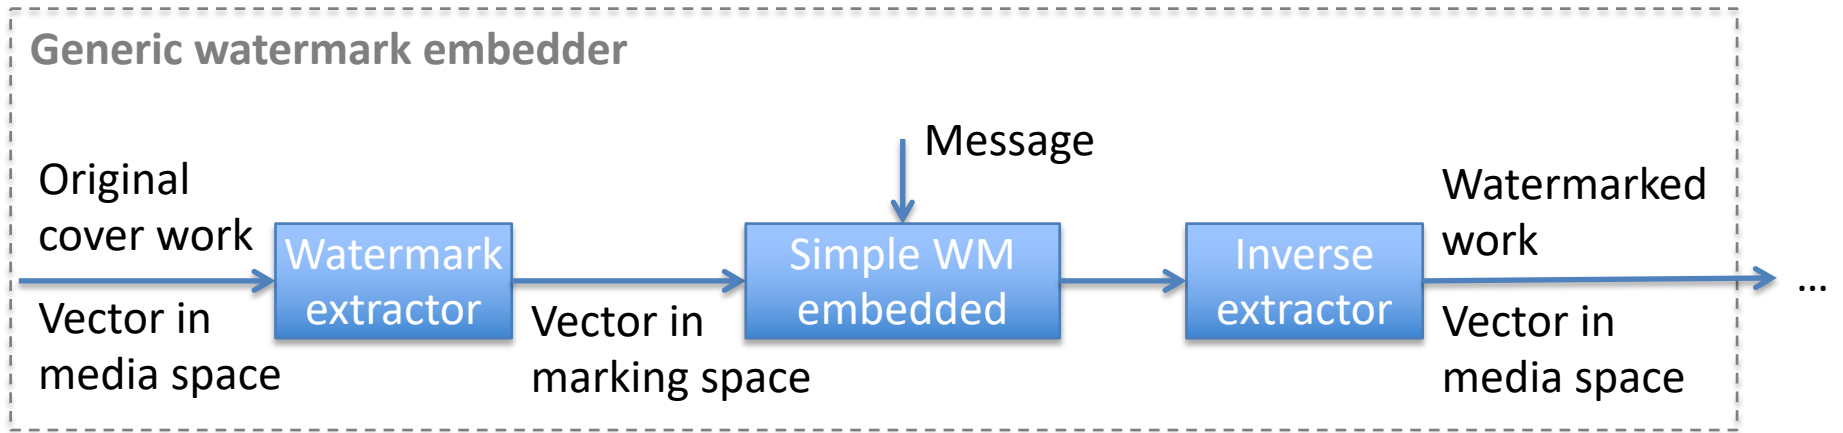 Generic watermark embedder
Message
Original
cover work
Watermarked
work
Watermark
extractor
Simple WM
embedded
Inverse
extractor
...
Vector in
media space
Vector in
marking space
Vector in
media space